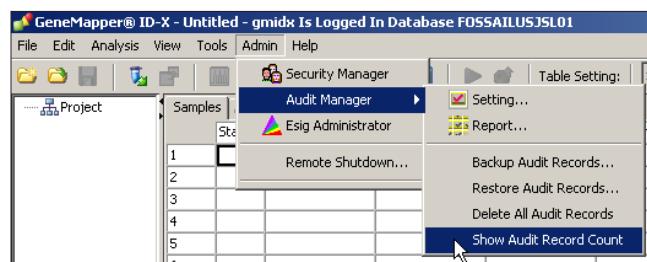 GeneMapper® ID-X - Untitled - gmidx Is Logged In Database FOSSAILUSJSL01
File Edit Analysis View Tools Admin Help
Table Setting:
Security Manager
Audit Manager
Esig Administrator
Remote Shutdown...
Setting...
Report...
Backup Audit Records...
Restore Audit Records...
Delete All Audit Records
Show Audit Record Count
Project
Samples
Sta
1
2
3
4
5